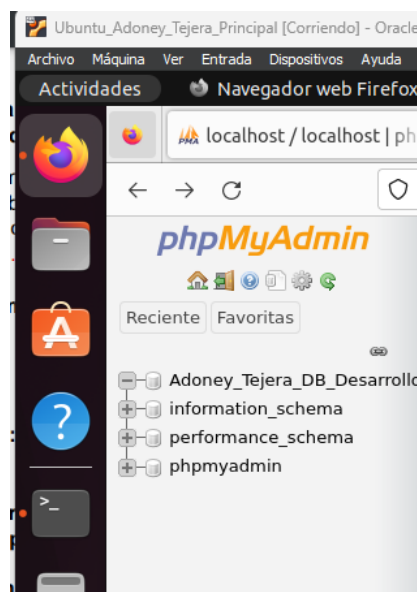 Ubuntu_Adoney_Tejera_Principal [Corriendo] - Oracle
Archivo Máquina Ver Entrada Dispositivos Ayuda
Actividades Navegador web Firefox
localhost / localhost | ph
phpMyAdmin
Reciente Favoritas
Adoney_Tejera_DB_Desarrollo
information_schema
performance_schema
phpmyadmin